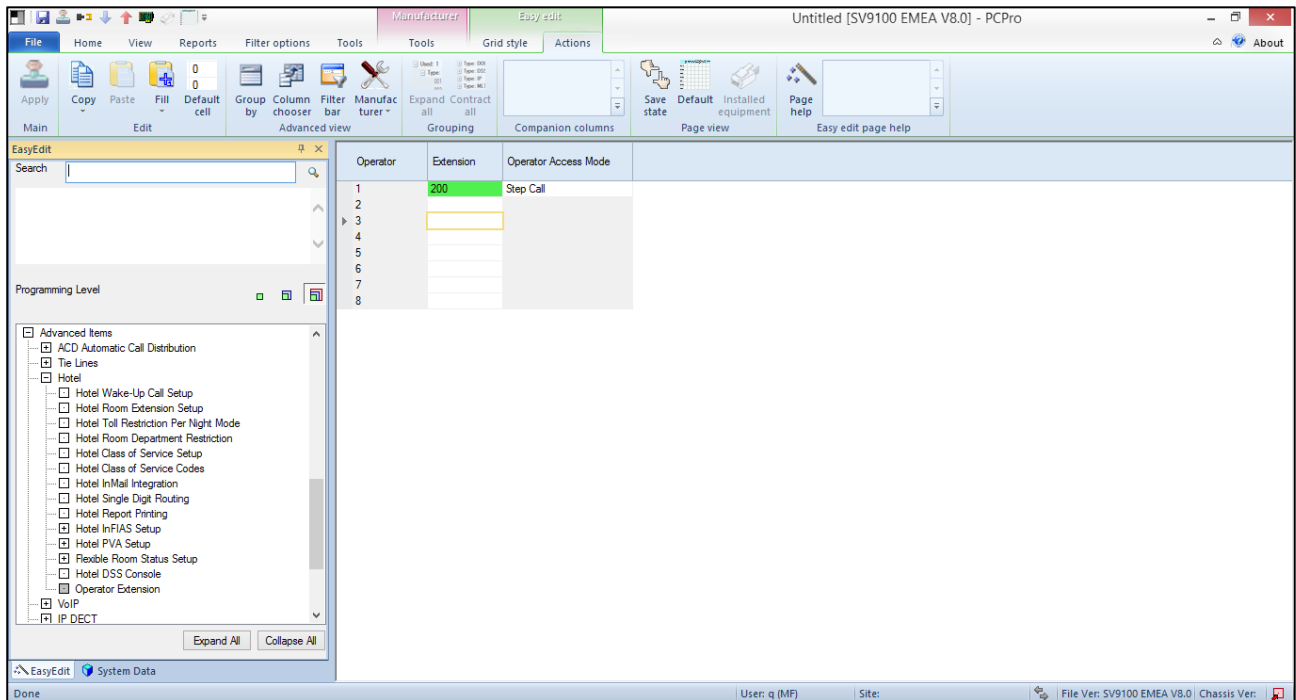 Manufacturer Easy edit Untitled [SV9100 EMEA V8.0] - PCPro
File Home View Reports Filter options Tools Tools Grid style Actions About
Apply Copy Paste Fill Default cell Group by Column chooser Filter bar Manufac turer Expand all Contract all Save state Default Installed equipment Page help
Main Edit Advanced view Grouping Companion columns Page view Easy edit page help
EasyEdit
Search
Programming Level
Advanced Items
ACD Automatic Call Distribution
Tie Lines
Hotel
Hotel Wake-Up Call Setup
Hotel Room Extension Setup
Hotel Toll Restriction Per Night Mode
Hotel Room Department Restriction
Hotel Class of Service Setup
Hotel Class of Service Codes
Hotel InMail Integration
Hotel Single Digit Routing
Hotel Report Printing
Hotel InFIAS Setup
Hotel PVA Setup
Flexible Room Status Setup
Hotel DSS Console
Operator Extension
VoIP
IP DECT
Expand All Collapse All
EasyEdit System Data
Operator Extension Operator Access Mode
1 200 Step Call
2
3
4
5
6
7
8
Done User: q (MF) Site: File Ver: SV9100 EMEA V8.0 Chassis Ver: